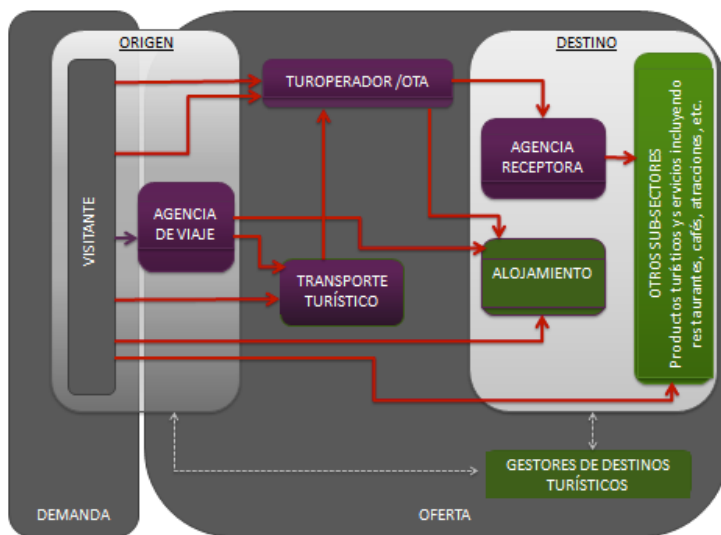 ORIGEN
DESTINO
TUROPERADOR /OTA
VISITANTE
AGENCIA
DE VIAJE
TRANSPORTE
TURÍSTICO
AGENCIA
RECEPTORA
ALOJAMIENTO
OTROS SUB-SECTORES
Productos turísticos y servicios incluyendo
restaurantes, cafés, atracciones, etc.
GESTORES DE DESTINOS
TURÍSTICOS
DEMANDA
OFERTA